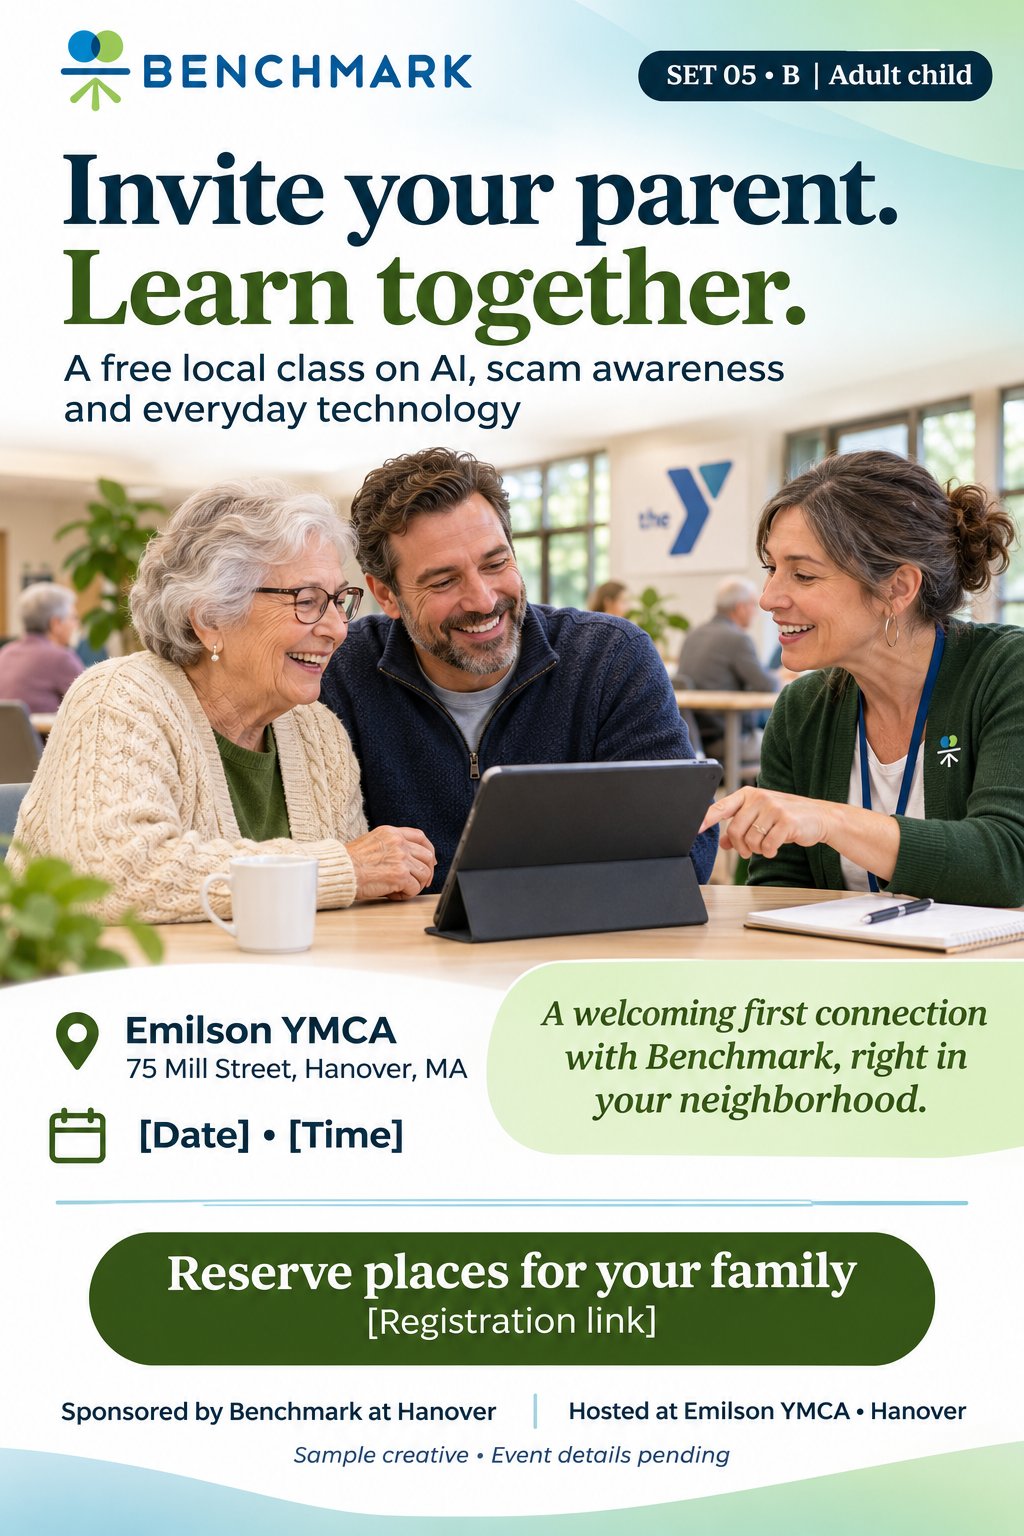 BENCHMARK
SET 05 • B | Adult child
Invite your parent.
Learn together.
A free local class on AI, scam awareness
and everyday technology
the Y
Emilson YMCA
75 Mill Street, Hanover, MA
[Date] • [Time]
A welcoming first connection
with Benchmark, right in
your neighborhood.
Reserve places for your family
[Registration link]
Sponsored by Benchmark at Hanover | Hosted at Emilson YMCA • Hanover
Sample creative • Event details pending